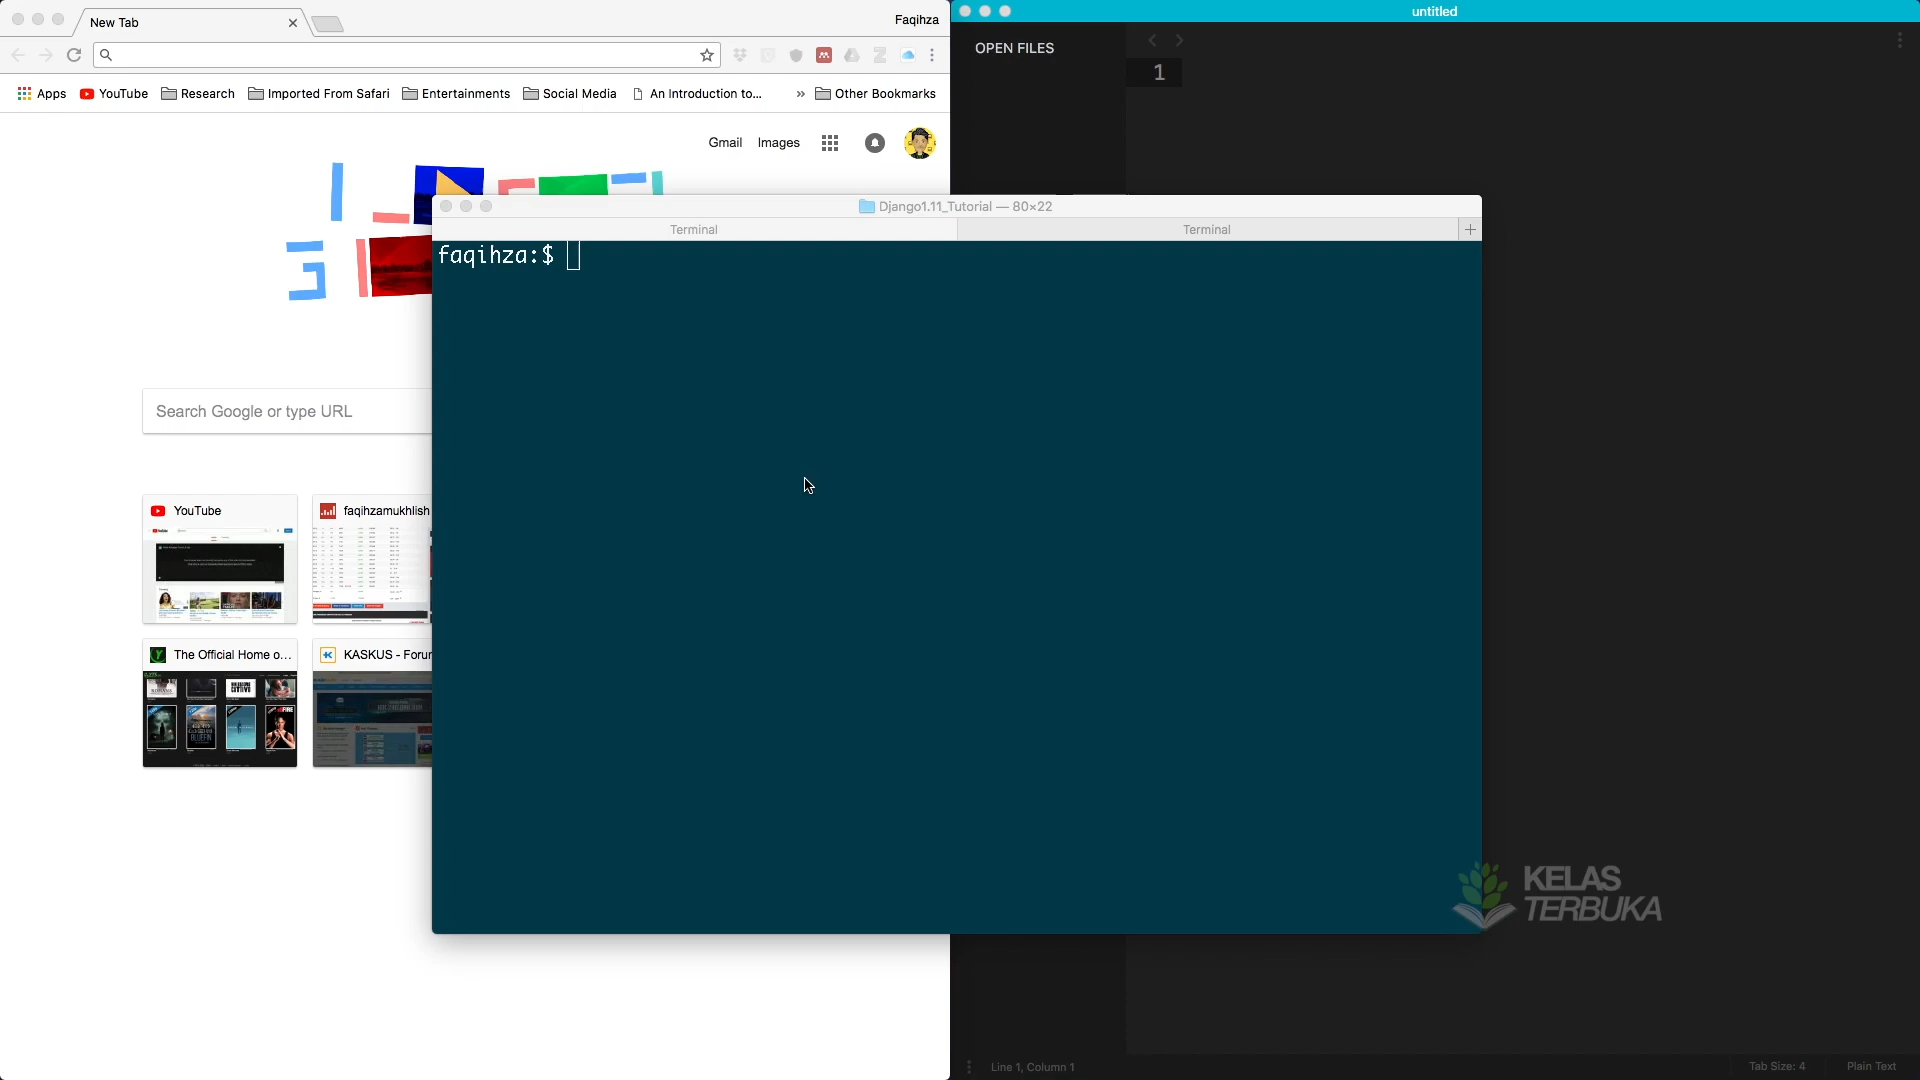 New Tab
Faqihza
Apps
YouTube
Research
Imported From Safari
Entertainments
Social Media
An Introduction to...
»
Other Bookmarks
Gmail
Images
Search Google or type URL
YouTube
faqihzamukhlish
The Official Home o...
KASKUS - Forur
Django1.11_Tutorial — 80×22
Terminal
Terminal
faqihza:$
untitled
OPEN FILES
1
KELAS
TERBUKA
Line 1, Column 1
Tab Size: 4
Plain Text